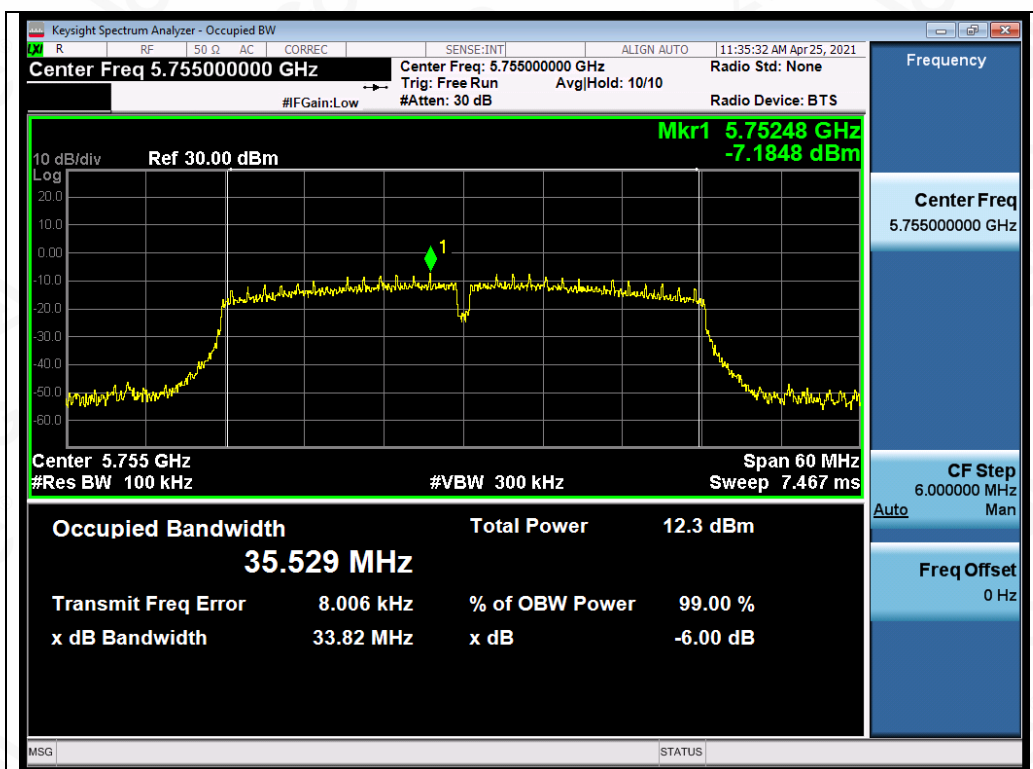 Keysight Spectrum Analyzer - Occupied BW
LXI R RF 50 Ω AC CORREC SENSE:INT ALIGN AUTO 11:35:32 AM Apr 25, 2021
Center Freq 5.755000000 GHz Center Freq: 5.755000000 GHz Radio Std: None
Trig: Free Run Avg|Hold: 10/10
#IFGain:Low #Atten: 30 dB Radio Device: BTS
Mkr1 5.75248 GHz
-7.1848 dBm
10 dB/div Ref 30.00 dBm
Log
20.0
10.0
0.00
-10.0
-20.0
-30.0
-40.0
-50.0
-60.0
1
Center 5.755 GHz Span 60 MHz
#Res BW 100 kHz #VBW 300 kHz Sweep 7.467 ms
Occupied Bandwidth Total Power 12.3 dBm
35.529 MHz
Transmit Freq Error 8.006 kHz % of OBW Power 99.00 %
x dB Bandwidth 33.82 MHz x dB -6.00 dB
Frequency
Center Freq
5.755000000 GHz
CF Step
6.000000 MHz
Auto Man
Freq Offset
0 Hz
MSG STATUS